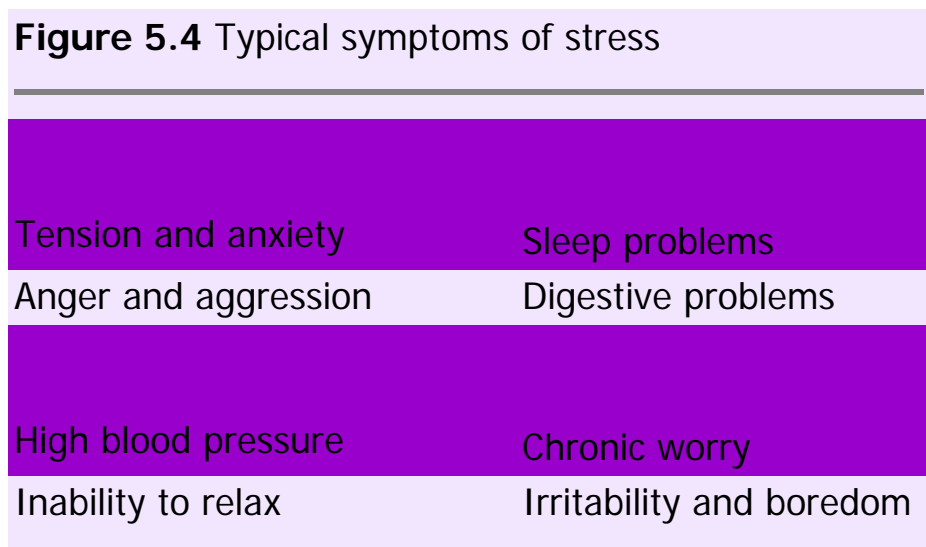 Figure 5.4 Typical symptoms of stress
Tension and anxiety Sleep problems
Anger and aggression Digestive problems
High blood pressure Chronic worry
Inability to relax Irritability and boredom